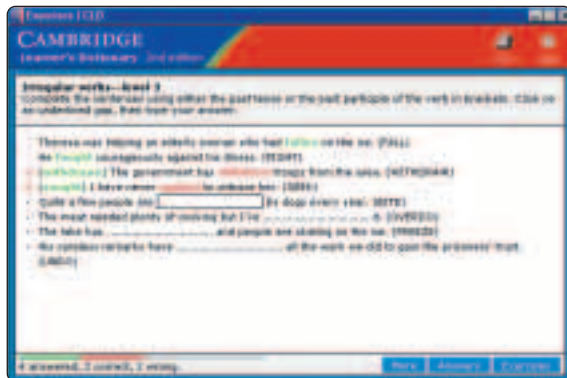 Exercises | CLD
CAMBRIDGE
Learner's Dictionary 2nd edition
Irregular verbs—level 3
Complete the sentences using either the past tense or the past participle of the verb in brackets. Click on
an underlined gap, then type your answer.
Theresa was helping an elderly woman who had fallen on the ice. (FALL)
He fought courageously against his illness. (FIGHT)
(withdrawn) The government has troops from the area. (WITHDRAW)
(sought) I have never to unlease her. (SEEK)
Quite a few people are by dogs every year. (BITE)
The meat needed plenty of cooking but I've .................... it. (OVERDO)
The lake has .................... and people are skating on the ice. (FREEZE)
His careless remarks have .................... all the work we did to gain the prisoners' trust.
(UNDO)
4 answered, 2 correct, 2 wrong.
More Answers Examples